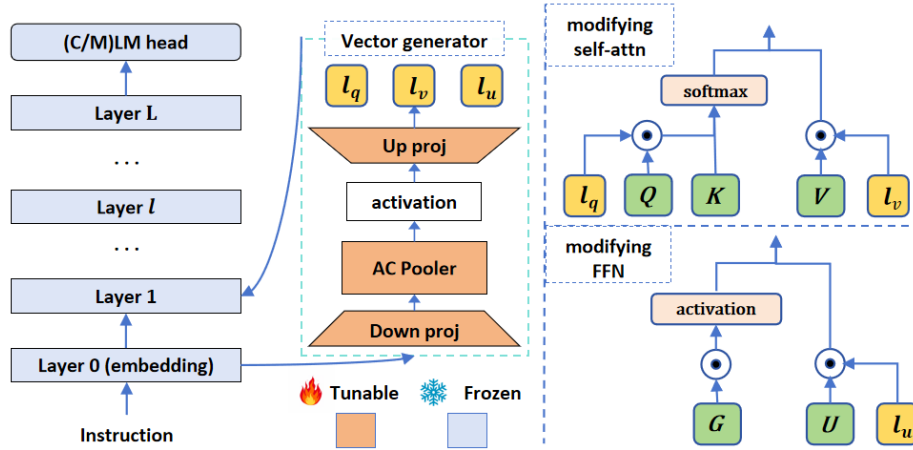 (C/M)LM head
Layer L
...
Layer l
...
Layer 1
Layer 0 (embedding)
Instruction
Vector generator
l_q
l_v
l_u
Up proj
activation
AC Pooler
Down proj
Tunable
Frozen
modifying
self-attn
softmax
l_q
Q
K
V
l_v
modifying
FFN
activation
G
U
l_u